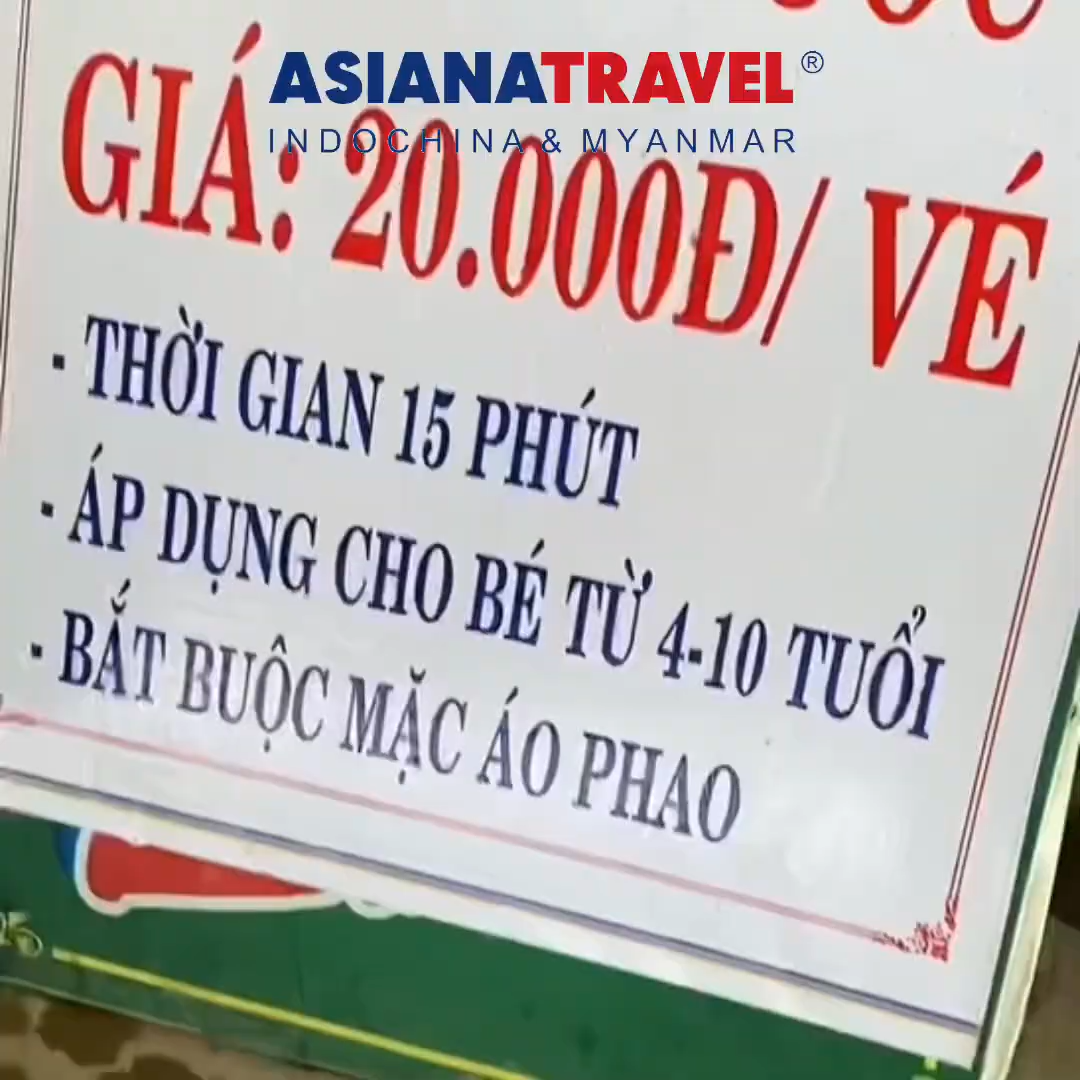 ASIANATRAVEL®
INDOCHINA & MYANMAR
GIÁ: 20.000Đ/ VÉ
- THỜI GIAN 15 PHÚT
- ÁP DỤNG CHO BÉ TỪ 4-10 TUỔI
- BẮT BUỘC MẶC ÁO PHAO